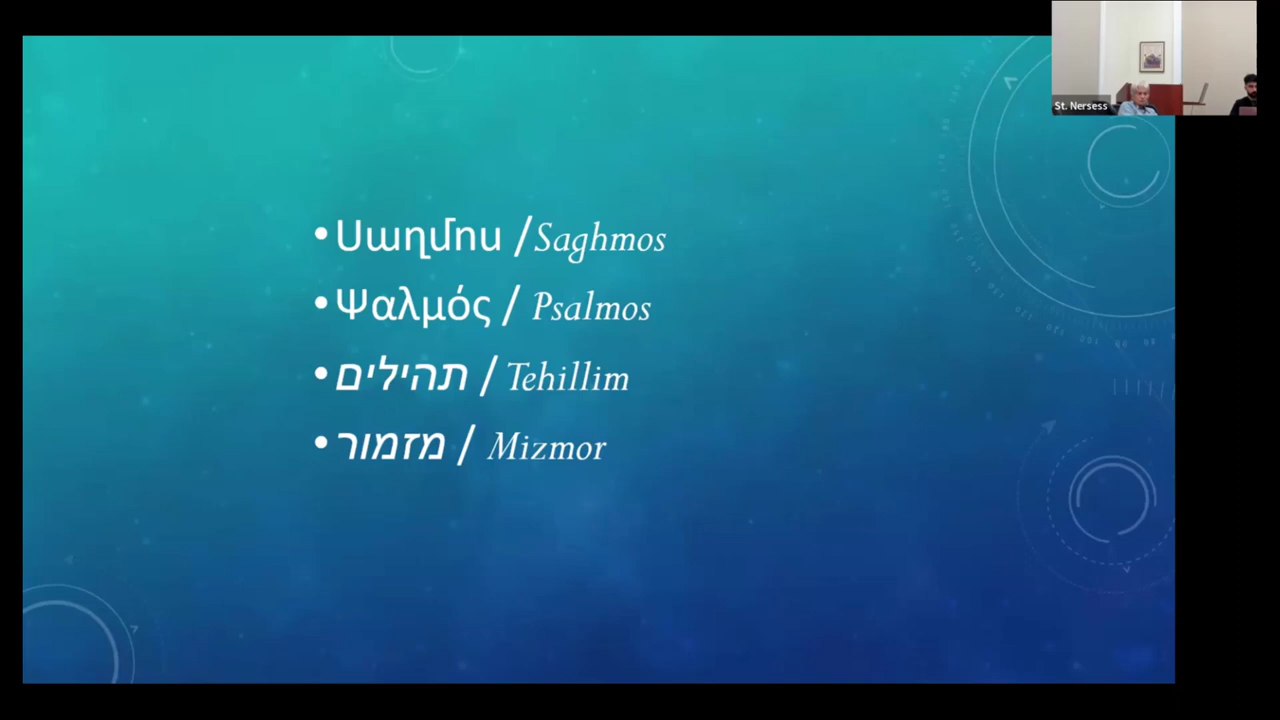 • Սաղմոս / Saghmos
• Ψαλμός / Psalmos
• תהילים / Tehillim
• מזמור / Mizmor
St. Nersess